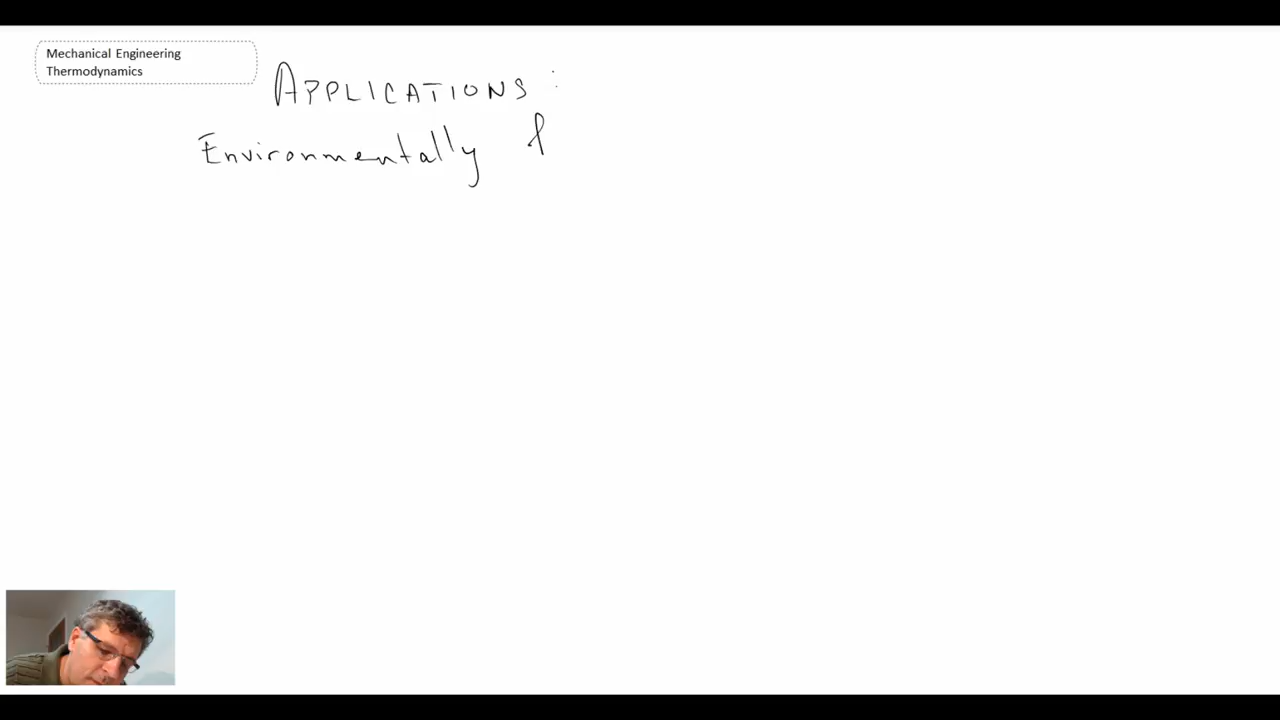 Mechanical Engineering
Thermodynamics
APPLICATIONS:
Environmentally f